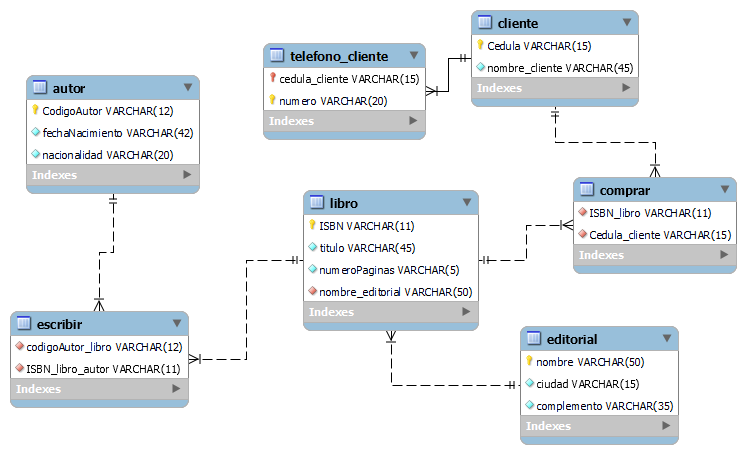 cliente
Cedula VARCHAR(15)
nombre_cliente VARCHAR(45)
Indexes
telefono_cliente
cedula_cliente VARCHAR(15)
numero VARCHAR(20)
Indexes
autor
CodigoAutor VARCHAR(12)
fechaNacimiento VARCHAR(42)
nacionalidad VARCHAR(20)
Indexes
comprar
ISBN_libro VARCHAR(11)
Cedula_cliente VARCHAR(15)
Indexes
libro
ISBN VARCHAR(11)
titulo VARCHAR(45)
numeroPaginas VARCHAR(5)
nombre_editorial VARCHAR(50)
Indexes
escribir
codigoAutor_libro VARCHAR(12)
ISBN_libro_autor VARCHAR(11)
Indexes
editorial
nombre VARCHAR(50)
ciudad VARCHAR(15)
complemento VARCHAR(35)
Indexes